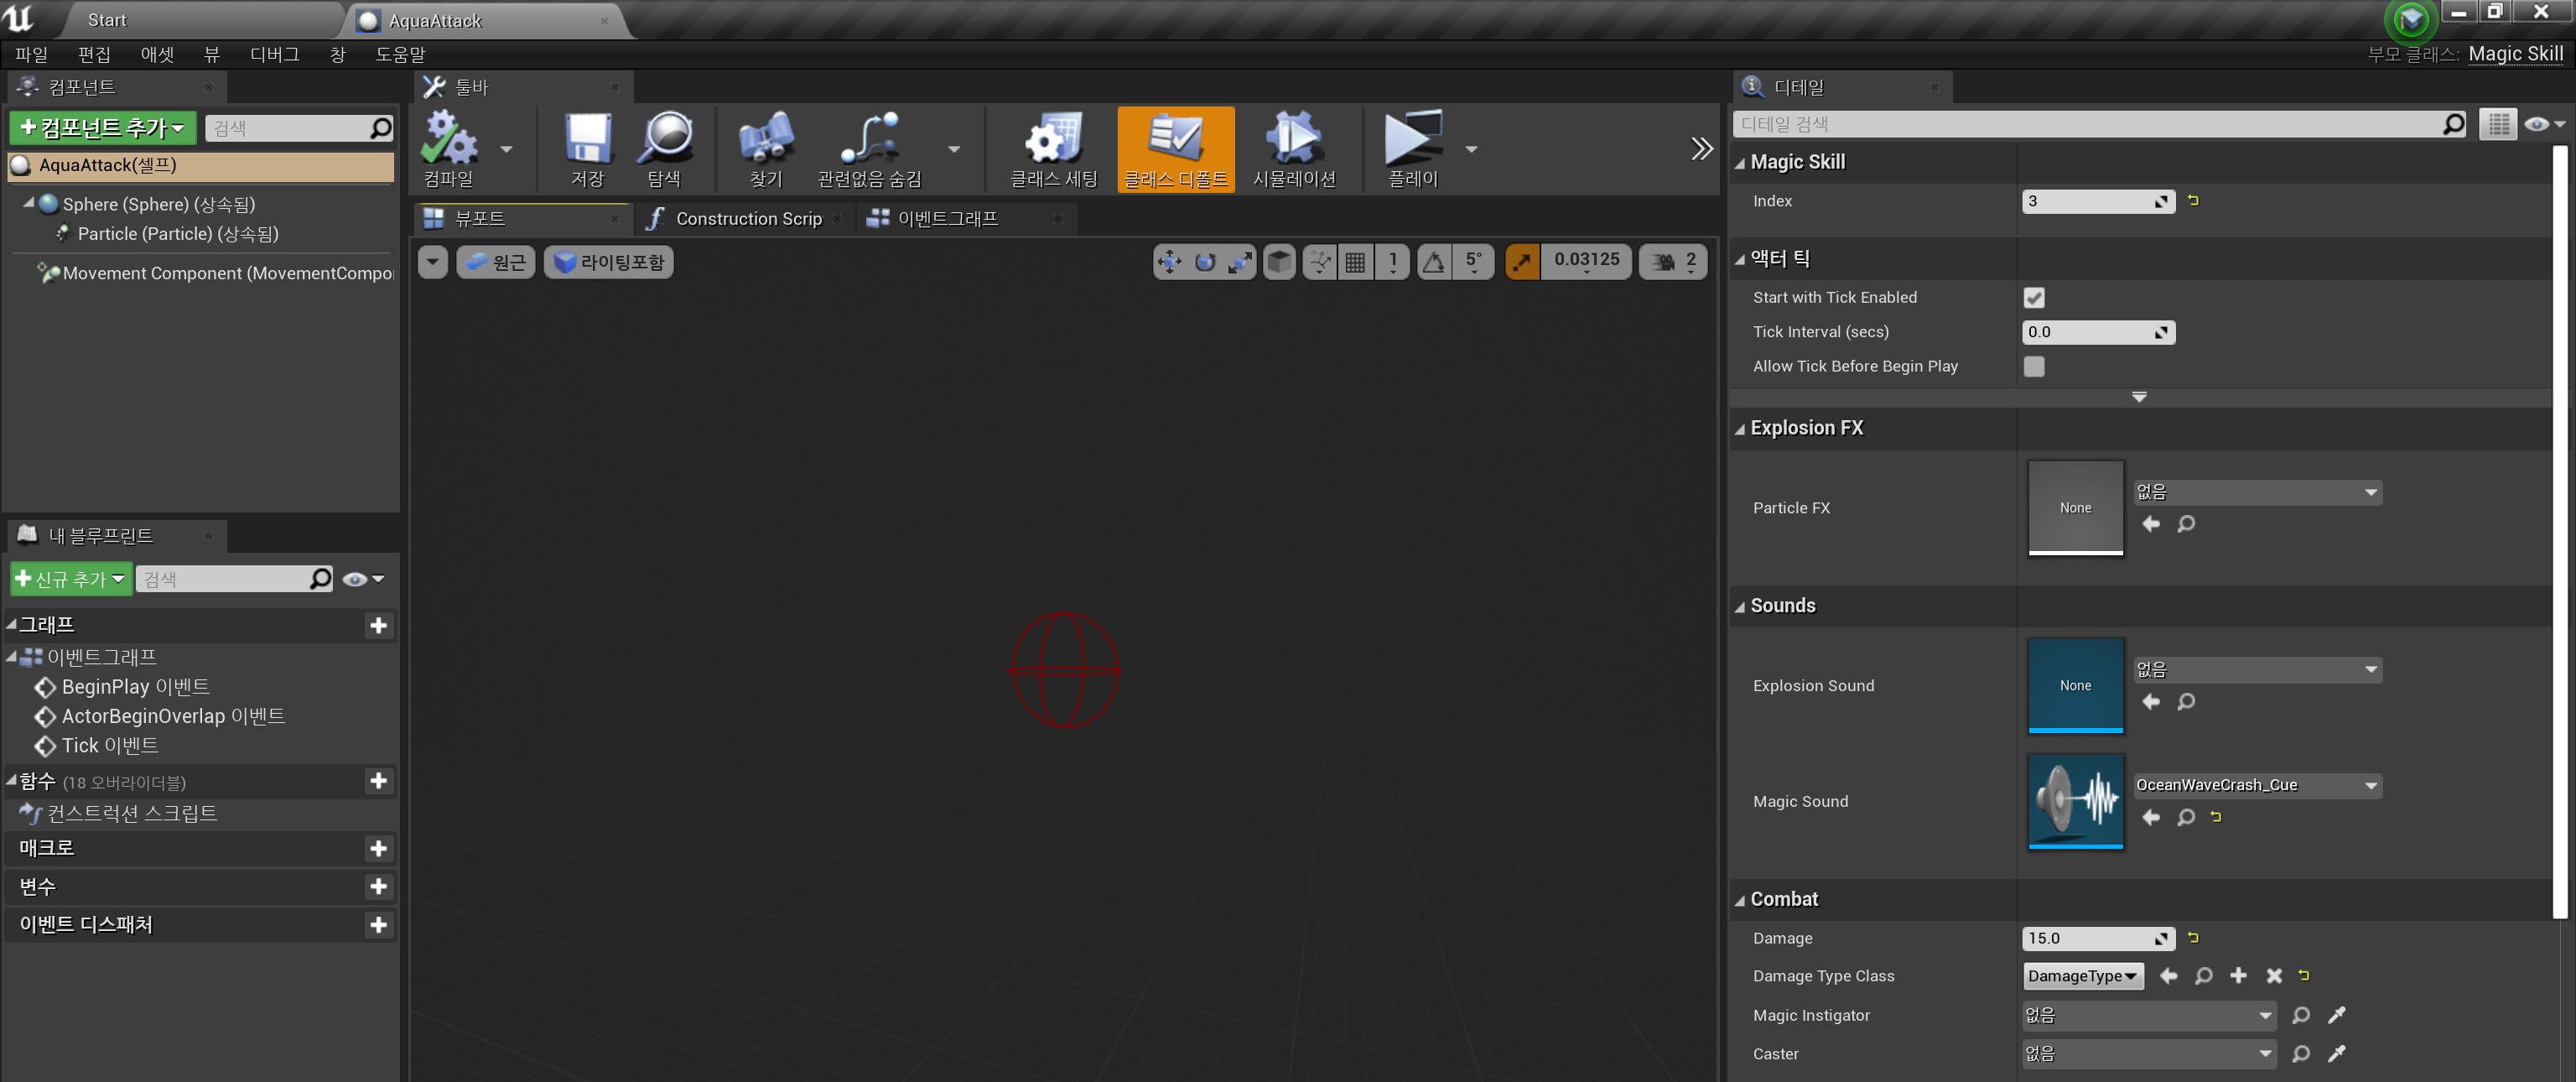 Start
AquaAttack
파일 편집 애셋 뷰 디버그 창 도움말
부모 클래스: Magic Skill
컴포넌트
+컴포넌트 추가
검색
AquaAttack(셀프)
Sphere (Sphere) (상속됨)
Particle (Particle) (상속됨)
Movement Component (MovementCompo
내 블루프린트
+신규 추가
검색
그래프
이벤트그래프
BeginPlay 이벤트
ActorBeginOverlap 이벤트
Tick 이벤트
함수 (18 오버라이더블)
컨스트럭션 스크립트
매크로
변수
이벤트 디스패처
툴바
컴파일
저장
탐색
찾기
관련없음 숨김
클래스 세팅
클래스 디폴트
시뮬레이션
플레이
뷰포트
Construction Scrip
이벤트그래프
원근
라이팅포함
1
5°
0.03125
2
디테일
디테일 검색
Magic Skill
Index
3
액터 틱
Start with Tick Enabled
Tick Interval (secs)
0.0
Allow Tick Before Begin Play
Explosion FX
Particle FX
None
없음
Sounds
Explosion Sound
None
없음
Magic Sound
OceanWaveCrash_Cue
Combat
Damage
15.0
Damage Type Class
DamageType
Magic Instigator
없음
Caster
없음